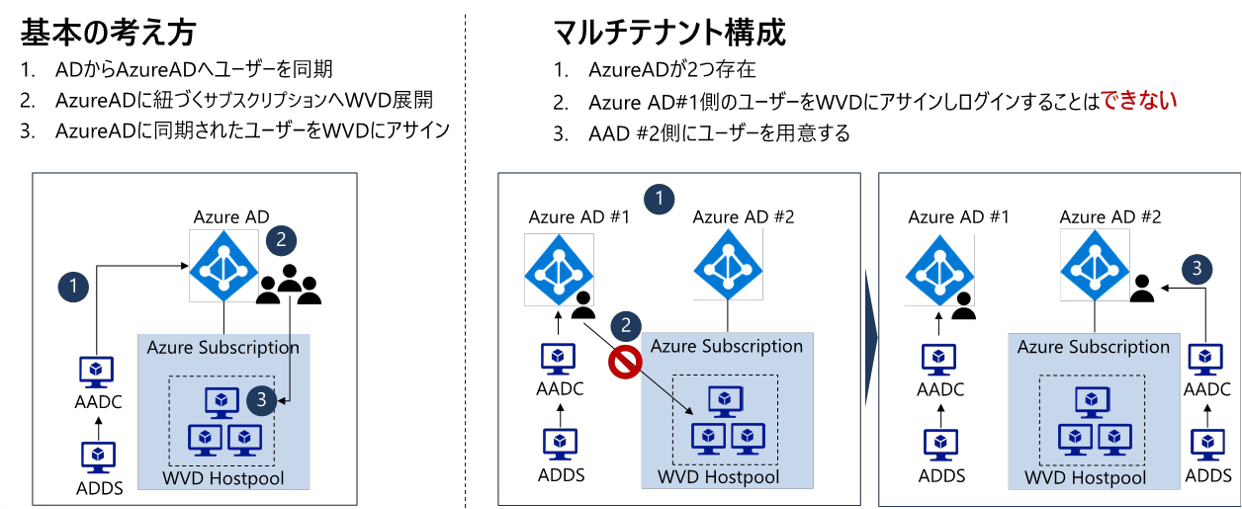 基本の考え方
1. ADからAzureADへユーザーを同期
2. AzureADに紐づくサブスクリプションへWVD展開
3. AzureADに同期されたユーザーをWVDにアサイン
マルチテナント構成
1. AzureADが2つ存在
2. Azure AD#1側のユーザーをWVDにアサインしログインすることはできない
3. AAD #2側にユーザーを用意する
Azure AD
2
1
Azure Subscription
AADC
3
WVD Hostpool
ADDS
1
Azure AD #1
Azure AD #2
2
Azure Subscription
AADC
WVD Hostpool
ADDS
Azure AD #1
Azure AD #2
3
Azure Subscription
AADC
AADC
WVD Hostpool
ADDS
ADDS